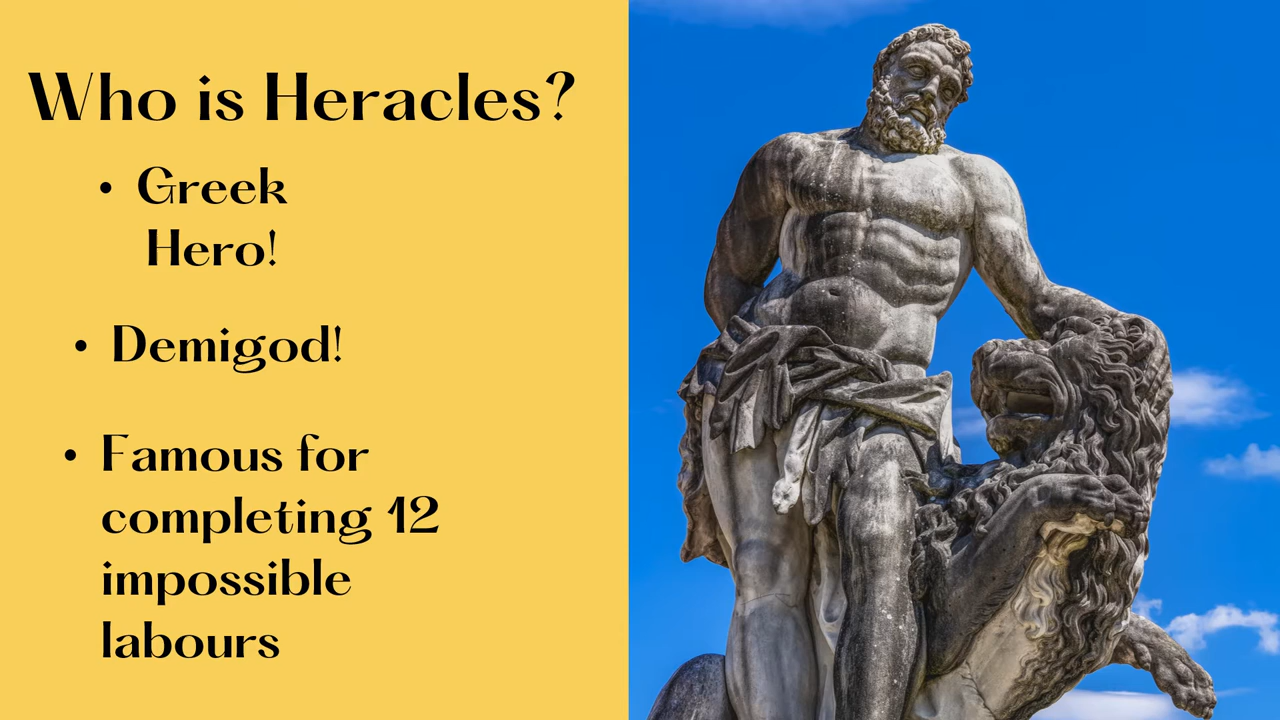 Who is Heracles?
• Greek
Hero!
• Demigod!
• Famous for
completing 12
impossible
labours